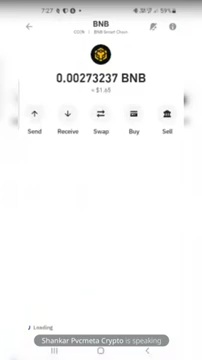 7:27
59%
BNB
COIN | BNB Smart Chain
0.00273237 BNB
≈ $1.65
Send Receive Swap Buy Sell
Loading
Shankar Pvcmeta Crypto is speaking